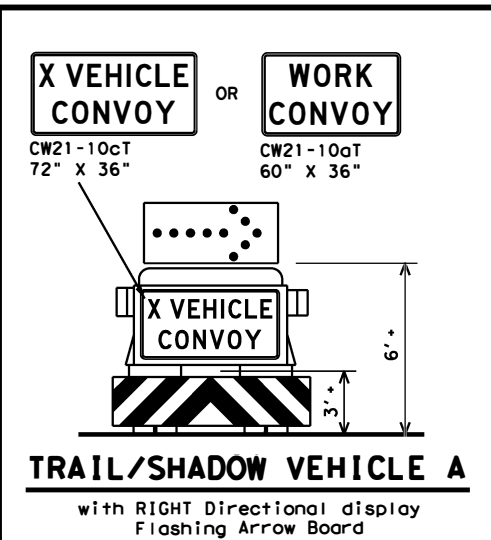 X VEHICLE
CONVOY
OR
WORK
CONVOY
CW21-10cT
72" X 36"
CW21-10aT
60" X 36"
X VEHICLE
CONVOY
6'+
3'+
TRAIL/SHADOW VEHICLE A
with RIGHT Directional display
Flashing Arrow Board